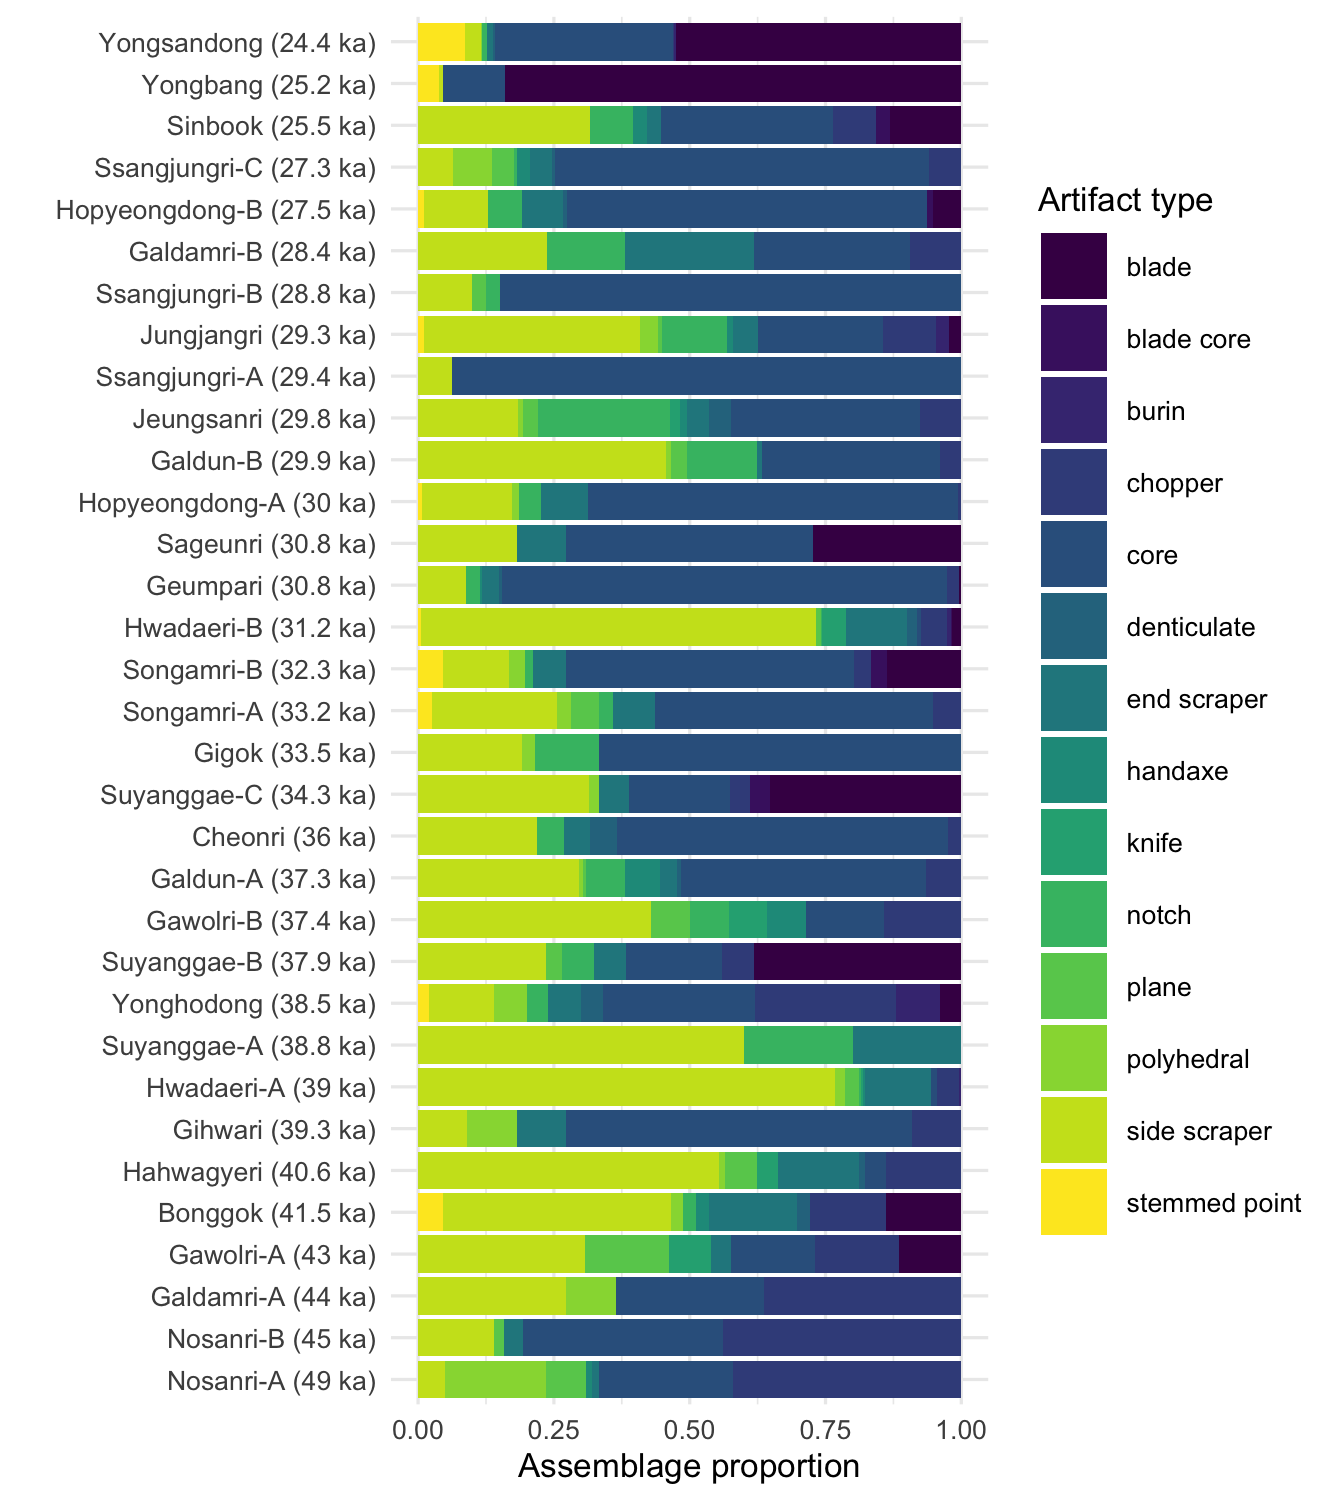 Yongsandong (24.4 ka)
Yongbang (25.2 ka)
Sinbook (25.5 ka)
Ssangjungri-C (27.3 ka)
Hopyeongdong-B (27.5 ka)
Galdamri-B (28.4 ka)
Ssangjungri-B (28.8 ka)
Jungjangri (29.3 ka)
Ssangjungri-A (29.4 ka)
Jeungsanri (29.8 ka)
Galdun-B (29.9 ka)
Hopyeongdong-A (30 ka)
Sageunri (30.8 ka)
Geumpari (30.8 ka)
Hwadaeri-B (31.2 ka)
Songamri-B (32.3 ka)
Songamri-A (33.2 ka)
Gigok (33.5 ka)
Suyanggae-C (34.3 ka)
Cheonri (36 ka)
Galdun-A (37.3 ka)
Gawolri-B (37.4 ka)
Suyanggae-B (37.9 ka)
Yonghodong (38.5 ka)
Suyanggae-A (38.8 ka)
Hwadaeri-A (39 ka)
Gihwari (39.3 ka)
Hahwagyeri (40.6 ka)
Bonggok (41.5 ka)
Gawolri-A (43 ka)
Galdamri-A (44 ka)
Nosanri-B (45 ka)
Nosanri-A (49 ka)
0.00 0.25 0.50 0.75 1.00
Assemblage proportion
Artifact type
blade
blade core
burin
chopper
core
denticulate
end scraper
handaxe
knife
notch
plane
polyhedral
side scraper
stemmed point